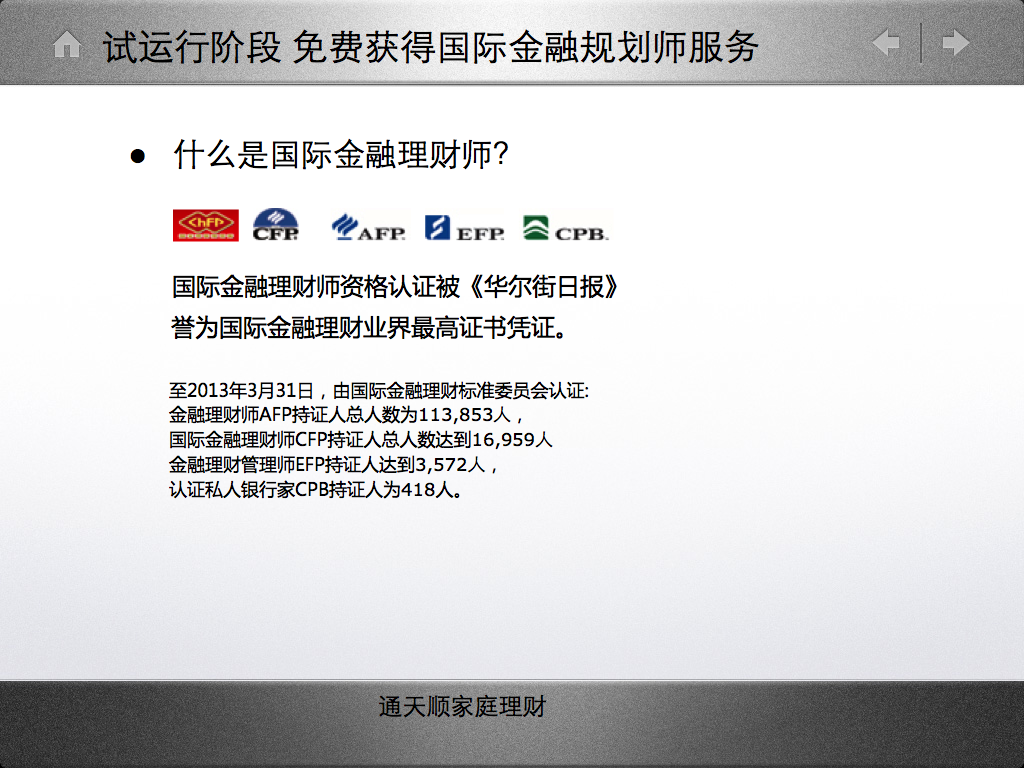 试运行阶段 免费获得国际金融规划师服务
什么是国际金融理财师?
ChFP CFP AFP EFP CPB
国际金融理财师资格认证被《华尔街日报》
誉为国际金融理财业界最高证书凭证。
至2013年3月31日，由国际金融理财标准委员会认证:
金融理财师AFP持证人总人数为113,853人，
国际金融理财师CFP持证人总人数达到16,959人
金融理财管理师EFP持证人达到3,572人，
认证私人银行家CPB持证人为418人。
通天顺家庭理财